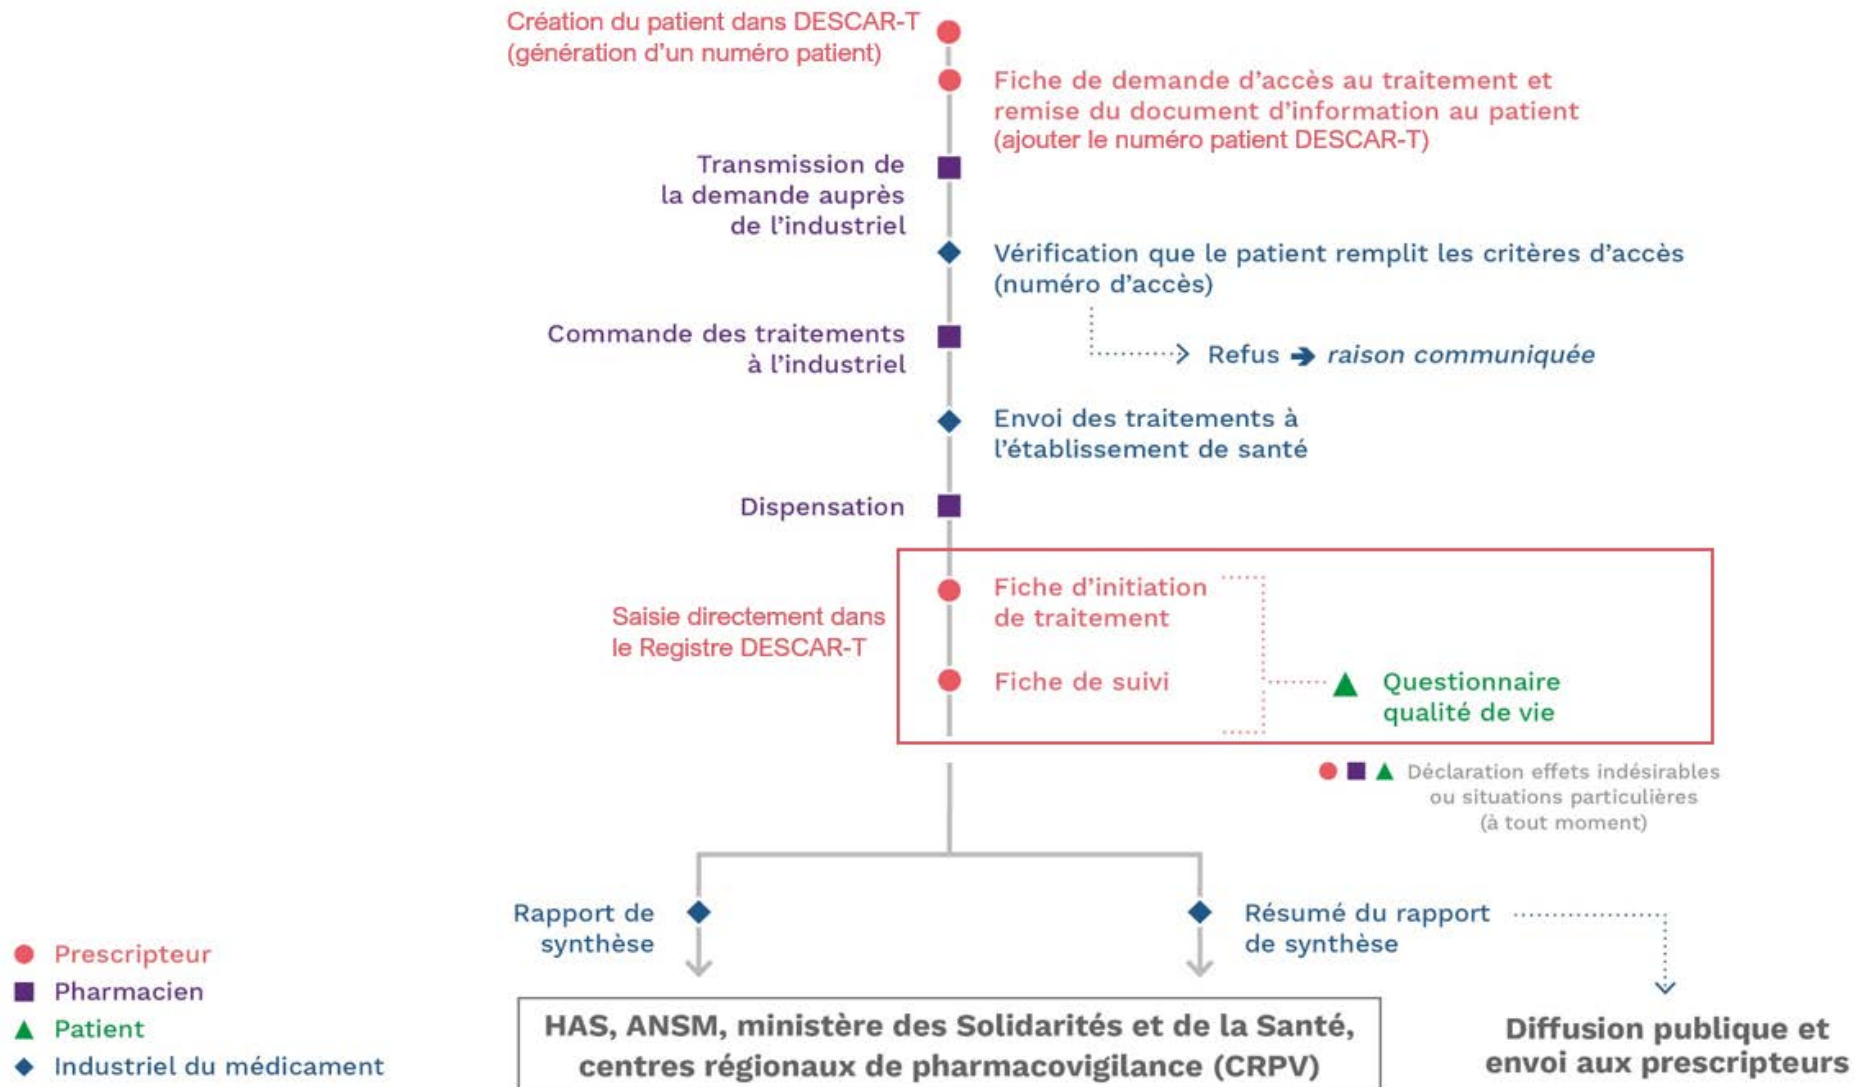 Création du patient dans DESCAR-T
(génération d'un numéro patient)
Fiche de demande d'accès au traitement et
remise du document d'information au patient
(ajouter le numéro patient DESCAR-T)
Transmission de
la demande auprès
de l'industriel
Vérification que le patient remplit les critères d'accès
(numéro d'accès)
Refus ➔ raison communiquée
Commande des traitements
à l'industriel
Envoi des traitements à
l'établissement de santé
Dispensation
Saisie directement dans
le Registre DESCAR-T
Fiche d'initiation
de traitement
Fiche de suivi
Questionnaire
qualité de vie
Déclaration effets indésirables
ou situations particulières
(à tout moment)
Rapport de
synthèse
Résumé du rapport
de synthèse
Prescripteur
Pharmacien
Patient
Industriel du médicament
HAS, ANSM, ministère des Solidarités et de la Santé,
centres régionaux de pharmacovigilance (CRPV)
Diffusion publique et
envoi aux prescripteurs